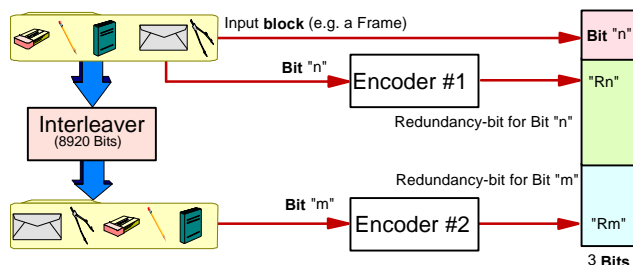 Input block (e.g. a Frame)
Bit "n"
Bit "n"
Encoder #1
"Rn"
Redundancy-bit for Bit "n"
Interleaver
(8920 Bits)
Redundancy-bit for Bit "m"
Bit "m"
Encoder #2
"Rm"
3 Bits